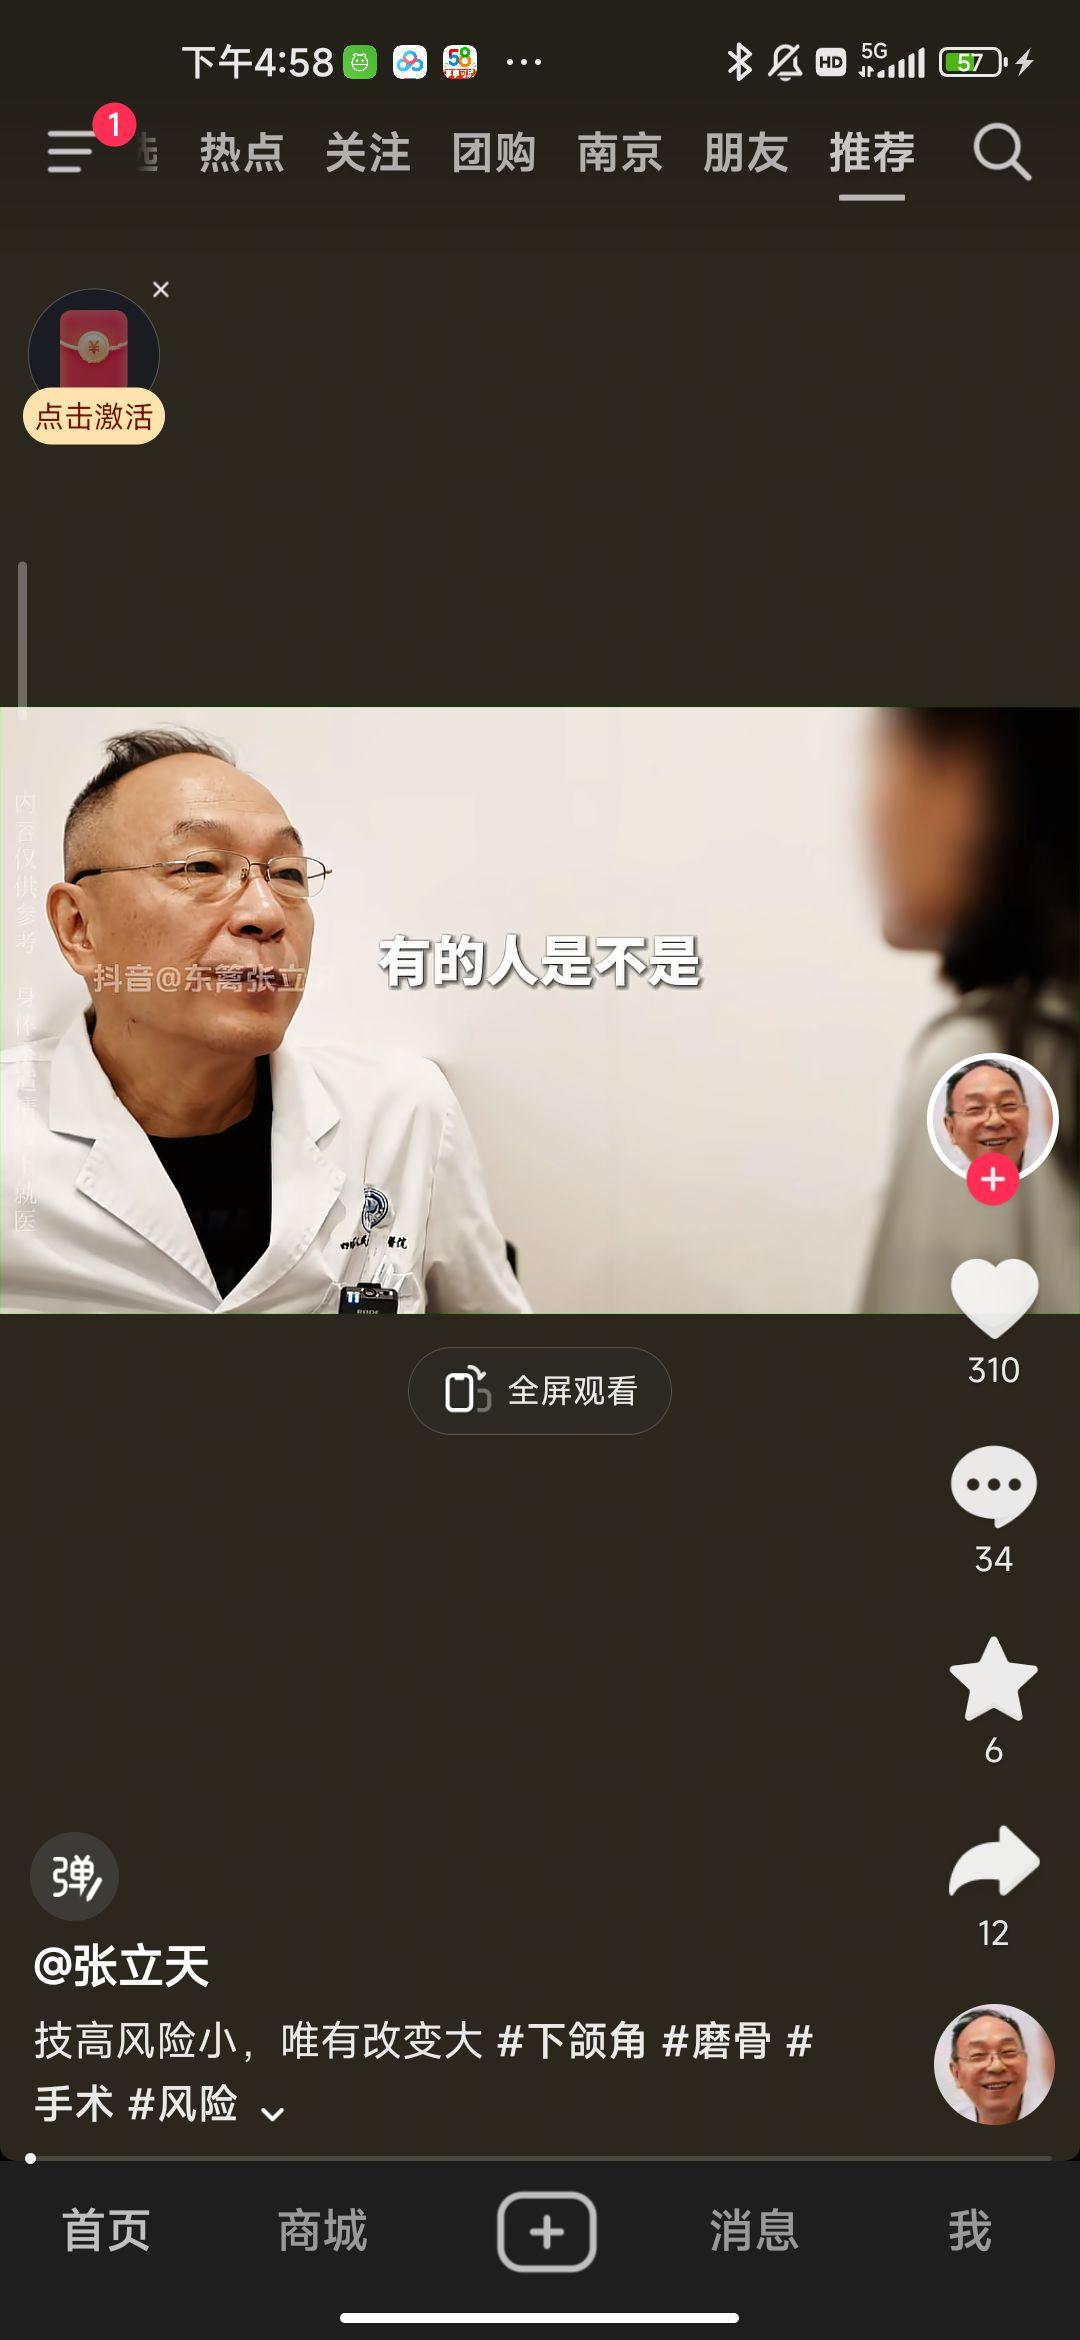 下午4:58
58
HD
5G
57
1
选 热点 关注 团购 南京 朋友 推荐
点击激活
内容仅供参考
有的人是不是
抖音@东篱张立
就医
RODE
全屏观看
310
34
6
弹
12
@张立天
技高风险小，唯有改变大 #下颌角 #磨骨 #
手术 #风险
首页 商城 消息 我